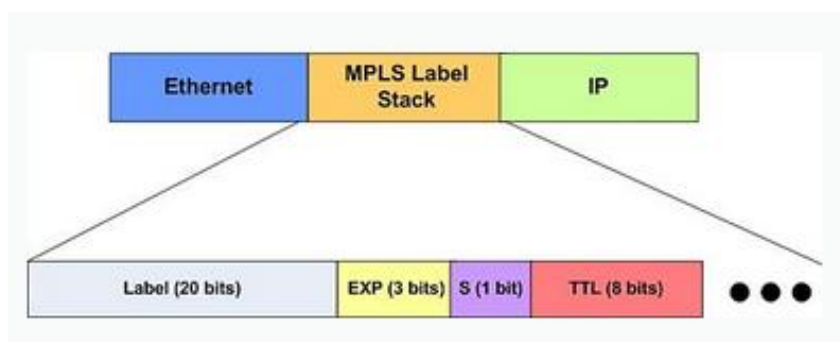 Ethernet
MPLS Label
Stack
IP
Label (20 bits)
EXP (3 bits)
S (1 bit)
TTL (8 bits)